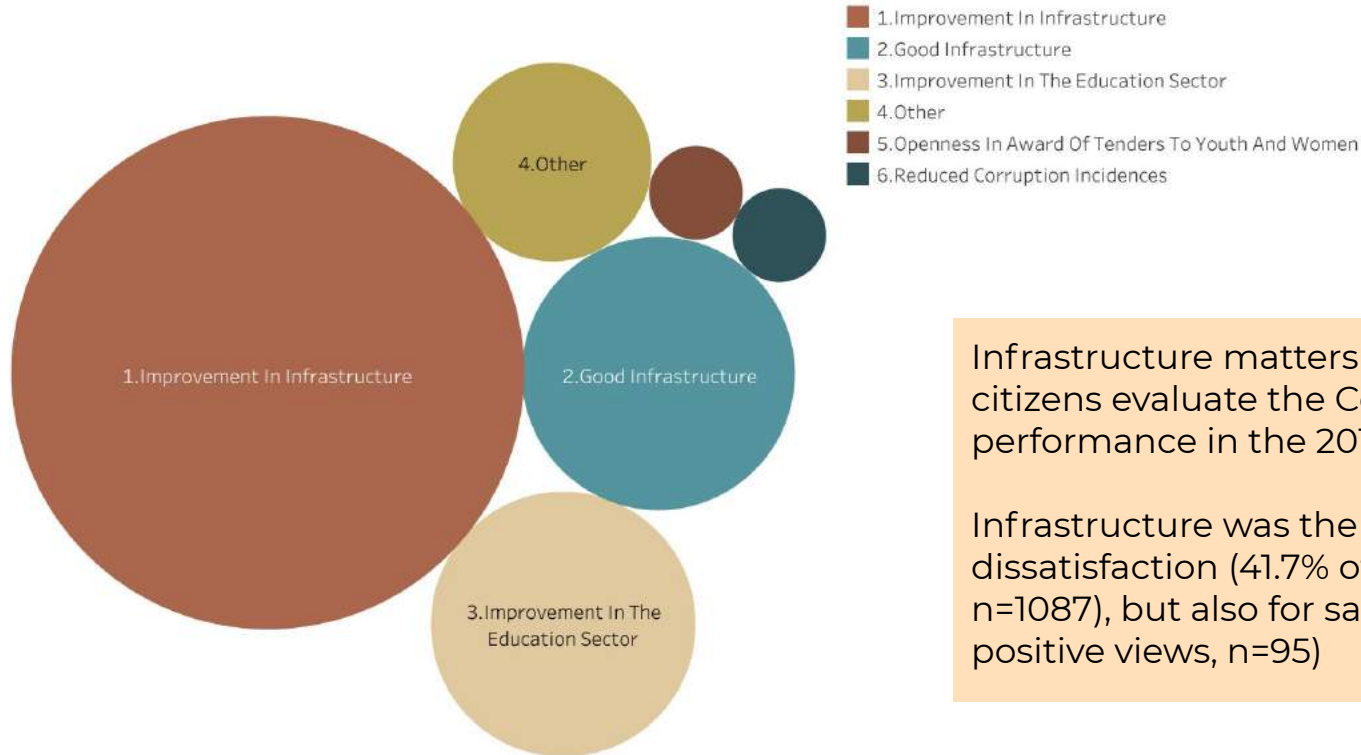 1.Improvement In Infrastructure
2.Good Infrastructure
3.Improvement In The Education Sector
4.Other
5.Openness In Award Of Tenders To Youth And Women
6.Reduced Corruption Incidences
4.Other
1.Improvement In Infrastructure
2.Good Infrastructure
3.Improvement In The
Education Sector
Infrastructure matters
citizens evaluate the
performance in the
Infrastructure was the
dissatisfaction (41.7%
n=1087), but also for
positive views, n=95)